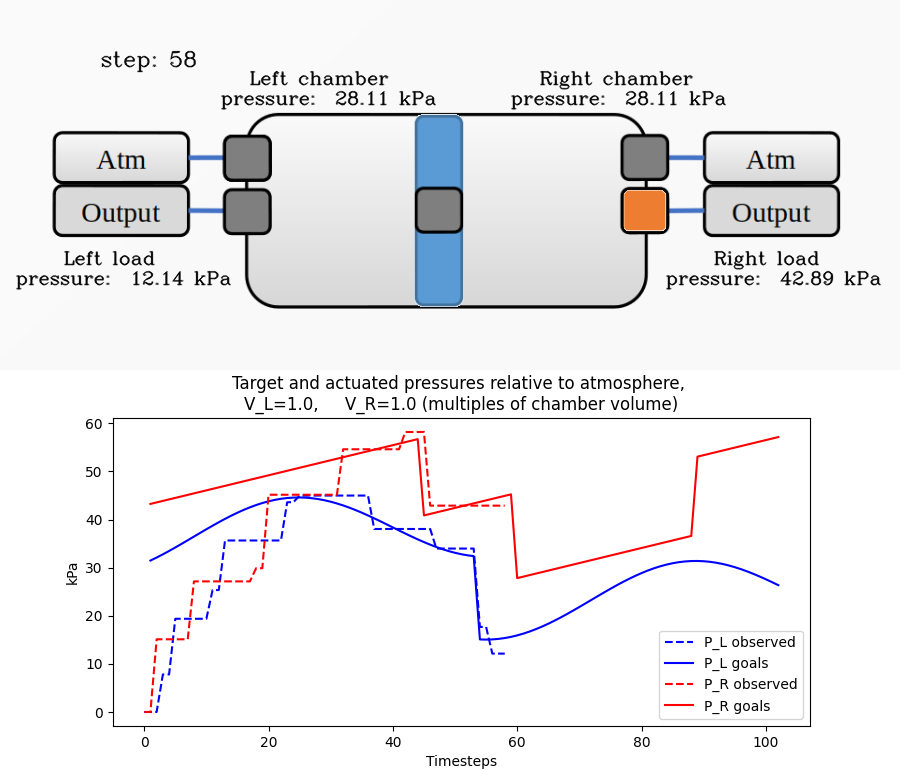 step: 58
Left chamber
pressure: 28.11 kPa
Right chamber
pressure: 28.11 kPa
Atm
Output
Atm
Output
Left load
pressure: 12.14 kPa
Right load
pressure: 42.89 kPa
Target and actuated pressures relative to atmosphere,
V_L=1.0, V_R=1.0 (multiples of chamber volume)
60
50
40
30
20
10
0
kPa
0 20 40 60 80 100
Timesteps
P_L observed
P_L goals
P_R observed
P_R goals